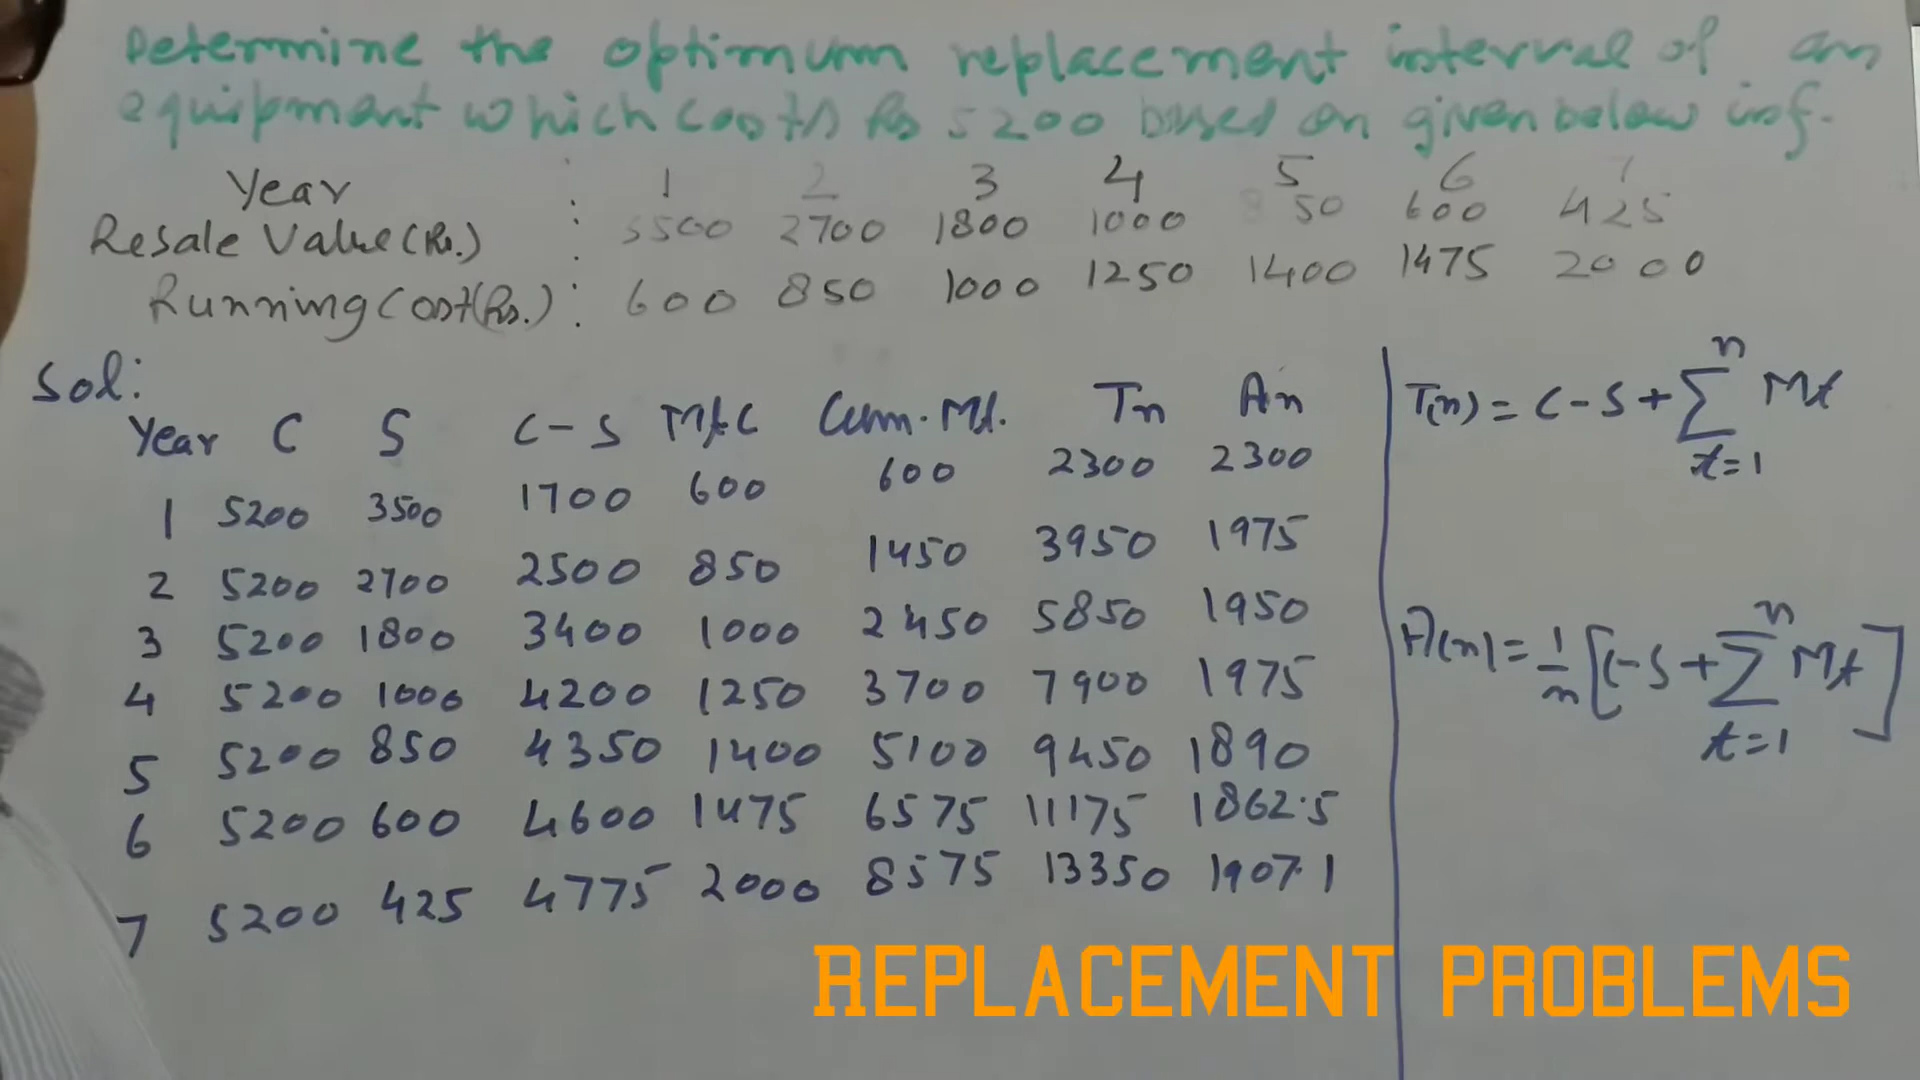 Determine the optimum replacement interval of an
equipment which costs Rs 5200 based on given below inf.
Year : 1 2 3 4 5 6 7
Resale Value (Rs.) : 3500 2700 1800 1000 850 600 425
Running Cost (Rs.) : 600 850 1000 1250 1400 1475 2000
Sol:
Year C S C-S Mt C Cum. Mt. Tn An
1 5200 3500 1700 600 600 2300 2300
2 5200 2700 2500 850 1450 3950 1975
3 5200 1800 3400 1000 2450 5850 1950
4 5200 1000 4200 1250 3700 7900 1975
5 5200 850 4350 1400 5100 9450 1890
6 5200 600 4600 1475 6575 11175 1862.5
7 5200 425 4775 2000 8575 13350 1907.1
T(n) = C-S + n∑t=1 Mt
A(n) = 1/n [C-S + n∑t=1 Mt]
REPLACEMENT PROBLEMS